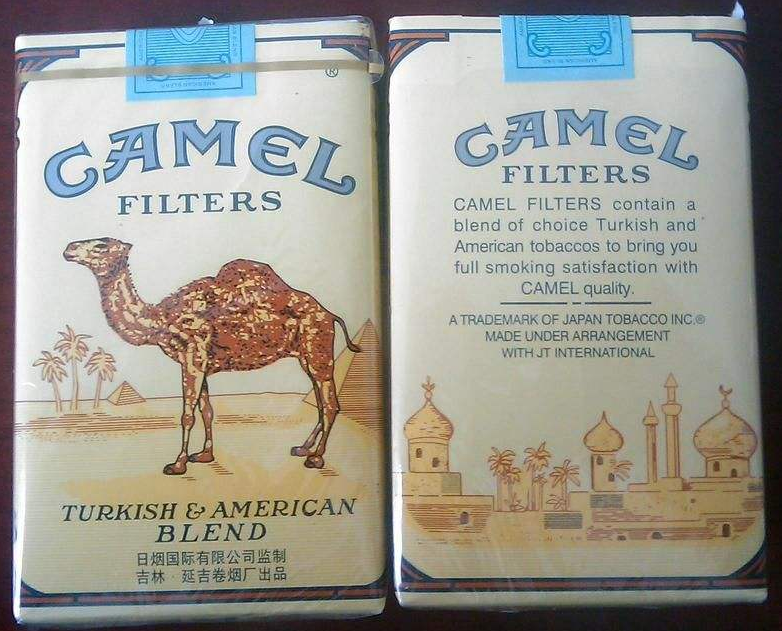 ®
CAMEL
FILTERS
TURKISH & AMERICAN
BLEND
日烟国际有限公司监制
吉林·延吉卷烟厂出品
CAMEL
FILTERS
CAMEL FILTERS contain a
blend of choice Turkish and
American tobaccos to bring you
full smoking satisfaction with
CAMEL quality.
A TRADEMARK OF JAPAN TOBACCO INC.®
MADE UNDER ARRANGEMENT
WITH JT INTERNATIONAL